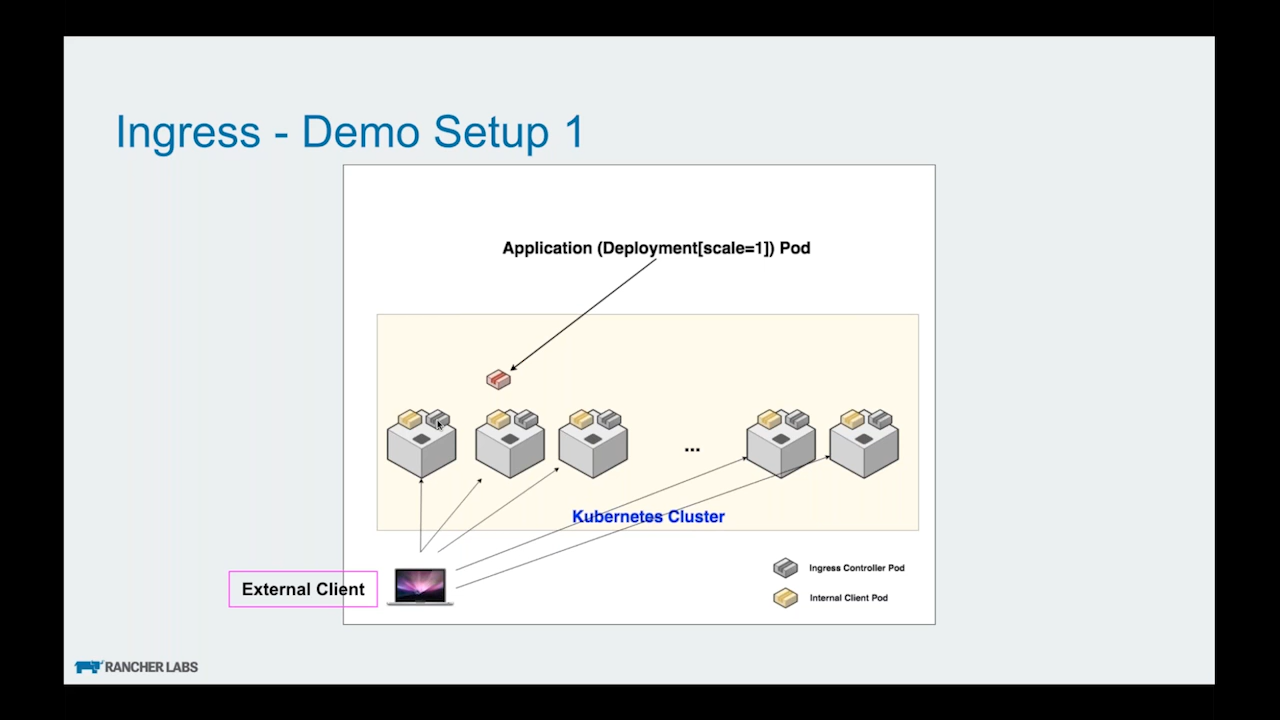 Ingress - Demo Setup 1
Application (Deployment[scale=1]) Pod
...
Kubernetes Cluster
External Client
Ingress Controller Pod
Internal Client Pod
RANCHER LABS